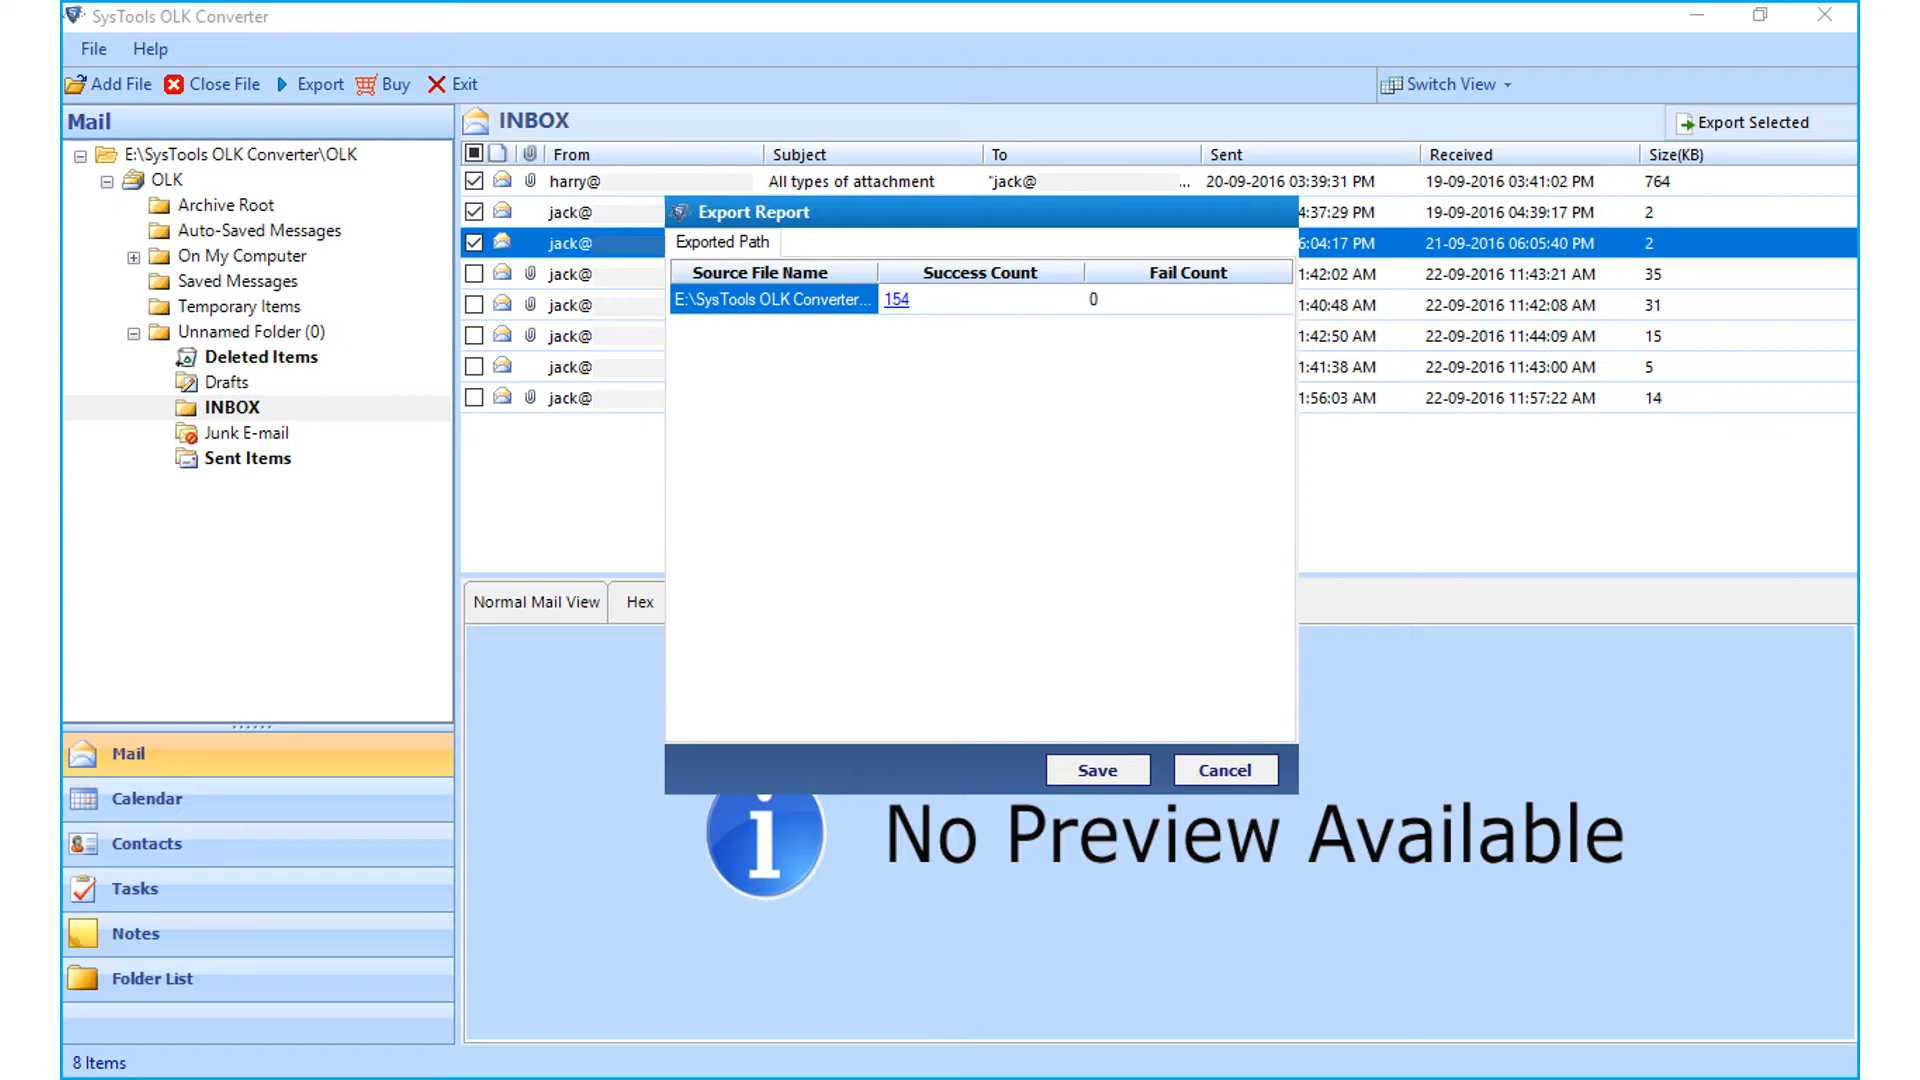 SysTools OLK Converter
File Help
Add File Close File Export Buy Exit Switch View
Mail
INBOX
Export Selected
E:\SysTools OLK Converter\OLK
OLK
Archive Root
Auto-Saved Messages
On My Computer
Saved Messages
Temporary Items
Unnamed Folder (0)
Deleted Items
Drafts
INBOX
Junk E-mail
Sent Items
From Subject To Sent Received Size(KB)
harry@ All types of attachment "jack@ ... 20-09-2016 03:39:31 PM 19-09-2016 03:41:02 PM 764
jack@ 4:37:29 PM 19-09-2016 04:39:17 PM 2
jack@ 6:04:17 PM 21-09-2016 06:05:40 PM 2
jack@ 1:42:02 AM 22-09-2016 11:43:21 AM 35
jack@ 1:40:48 AM 22-09-2016 11:42:08 AM 31
jack@ 1:42:50 AM 22-09-2016 11:44:09 AM 15
jack@ 1:41:38 AM 22-09-2016 11:43:00 AM 5
jack@ 1:56:03 AM 22-09-2016 11:57:22 AM 14
Export Report
Exported Path
Source File Name Success Count Fail Count
E:\SysTools OLK Converter... 154 0
Save Cancel
Normal Mail View Hex
No Preview Available
Mail
Calendar
Contacts
Tasks
Notes
Folder List
8 Items